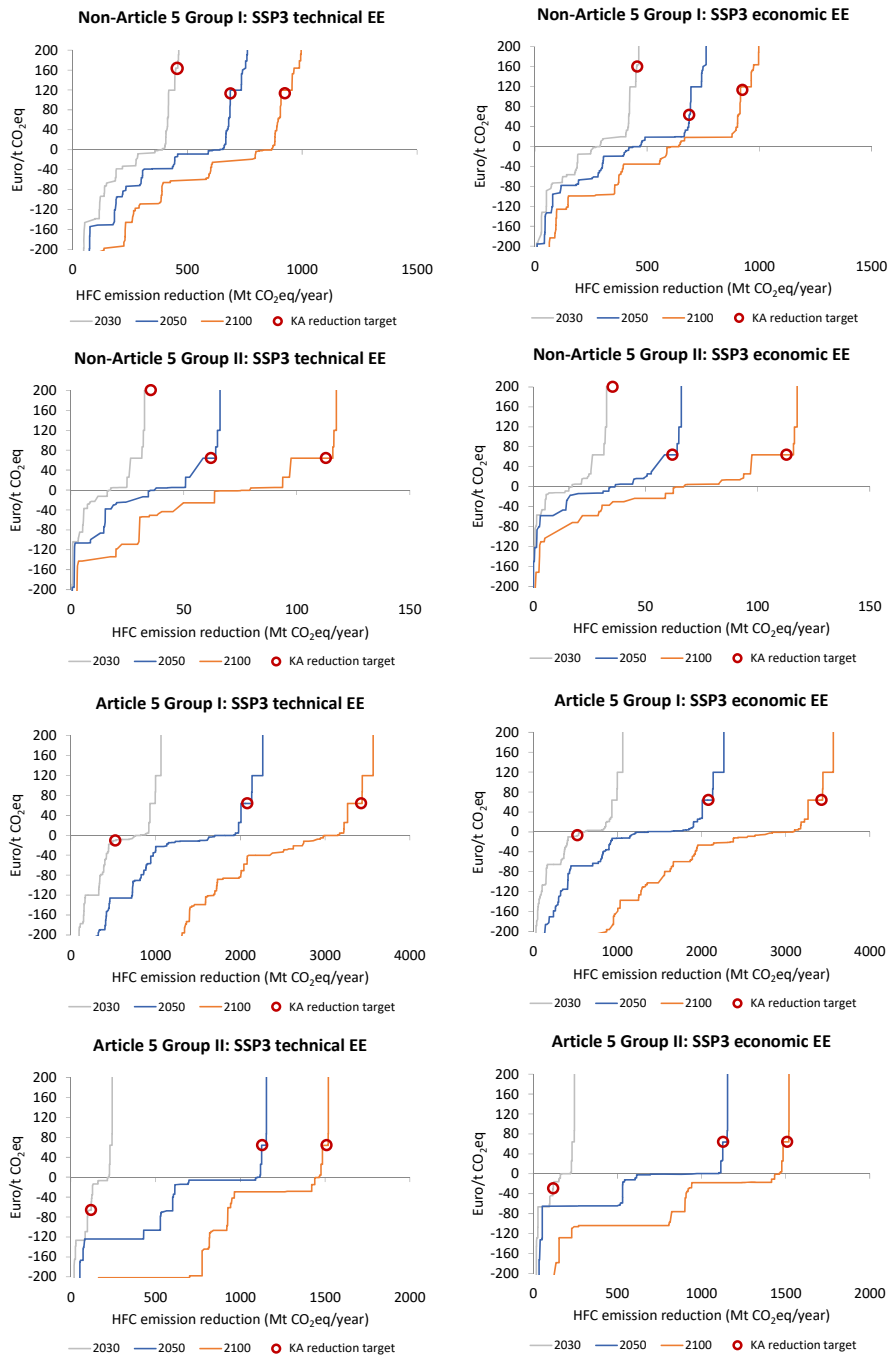 Non-Article 5 Group I: SSP3 technical EE
Euro/t CO2eq
200
160
120
80
40
0
-40
-80
-120
-160
-200
0 500 1000 1500
HFC emission reduction (Mt CO2eq/year)
2030 2050 2100 KA reduction target
Non-Article 5 Group I: SSP3 economic EE
Euro/t CO2eq
200
160
120
80
40
0
-40
-80
-120
-160
-200
0 500 1000 1500
HFC emission reduction (Mt CO2eq/year)
2030 2050 2100 KA reduction target
Non-Article 5 Group II: SSP3 technical EE
Euro/t CO2eq
200
160
120
80
40
0
-40
-80
-120
-160
-200
0 50 100 150
HFC emission reduction (Mt CO2eq/year)
2030 2050 2100 KA reduction target
Non-Article 5 Group II: SSP3 economic EE
Euro/t CO2eq
200
160
120
80
40
0
-40
-80
-120
-160
-200
0 50 100 150
HFC emission reduction (Mt CO2eq/year)
2030 2050 2100 KA reduction target
Article 5 Group I: SSP3 technical EE
Euro/t CO2eq
200
160
120
80
40
0
-40
-80
-120
-160
-200
0 1000 2000 3000 4000
HFC emission reduction (Mt CO2eq/year)
2030 2050 2100 KA reduction target
Article 5 Group I: SSP3 economic EE
Euro/t CO2eq
200
160
120
80
40
0
-40
-80
-120
-160
-200
0 1000 2000 3000 4000
HFC emission reduction (Mt CO2eq/year)
2030 2050 2100 KA reduction target
Article 5 Group II: SSP3 technical EE
Euro/t CO2eq
200
160
120
80
40
0
-40
-80
-120
-160
-200
0 500 1000 1500 2000
HFC emission reduction (Mt CO2eq/year)
2030 2050 2100 KA reduction target
Article 5 Group II: SSP3 economic EE
Euro/t CO2eq
200
160
120
80
40
0
-40
-80
-120
-160
-200
0 500 1000 1500 2000
HFC emission reduction (Mt CO2eq/year)
2030 2050 2100 KA reduction target